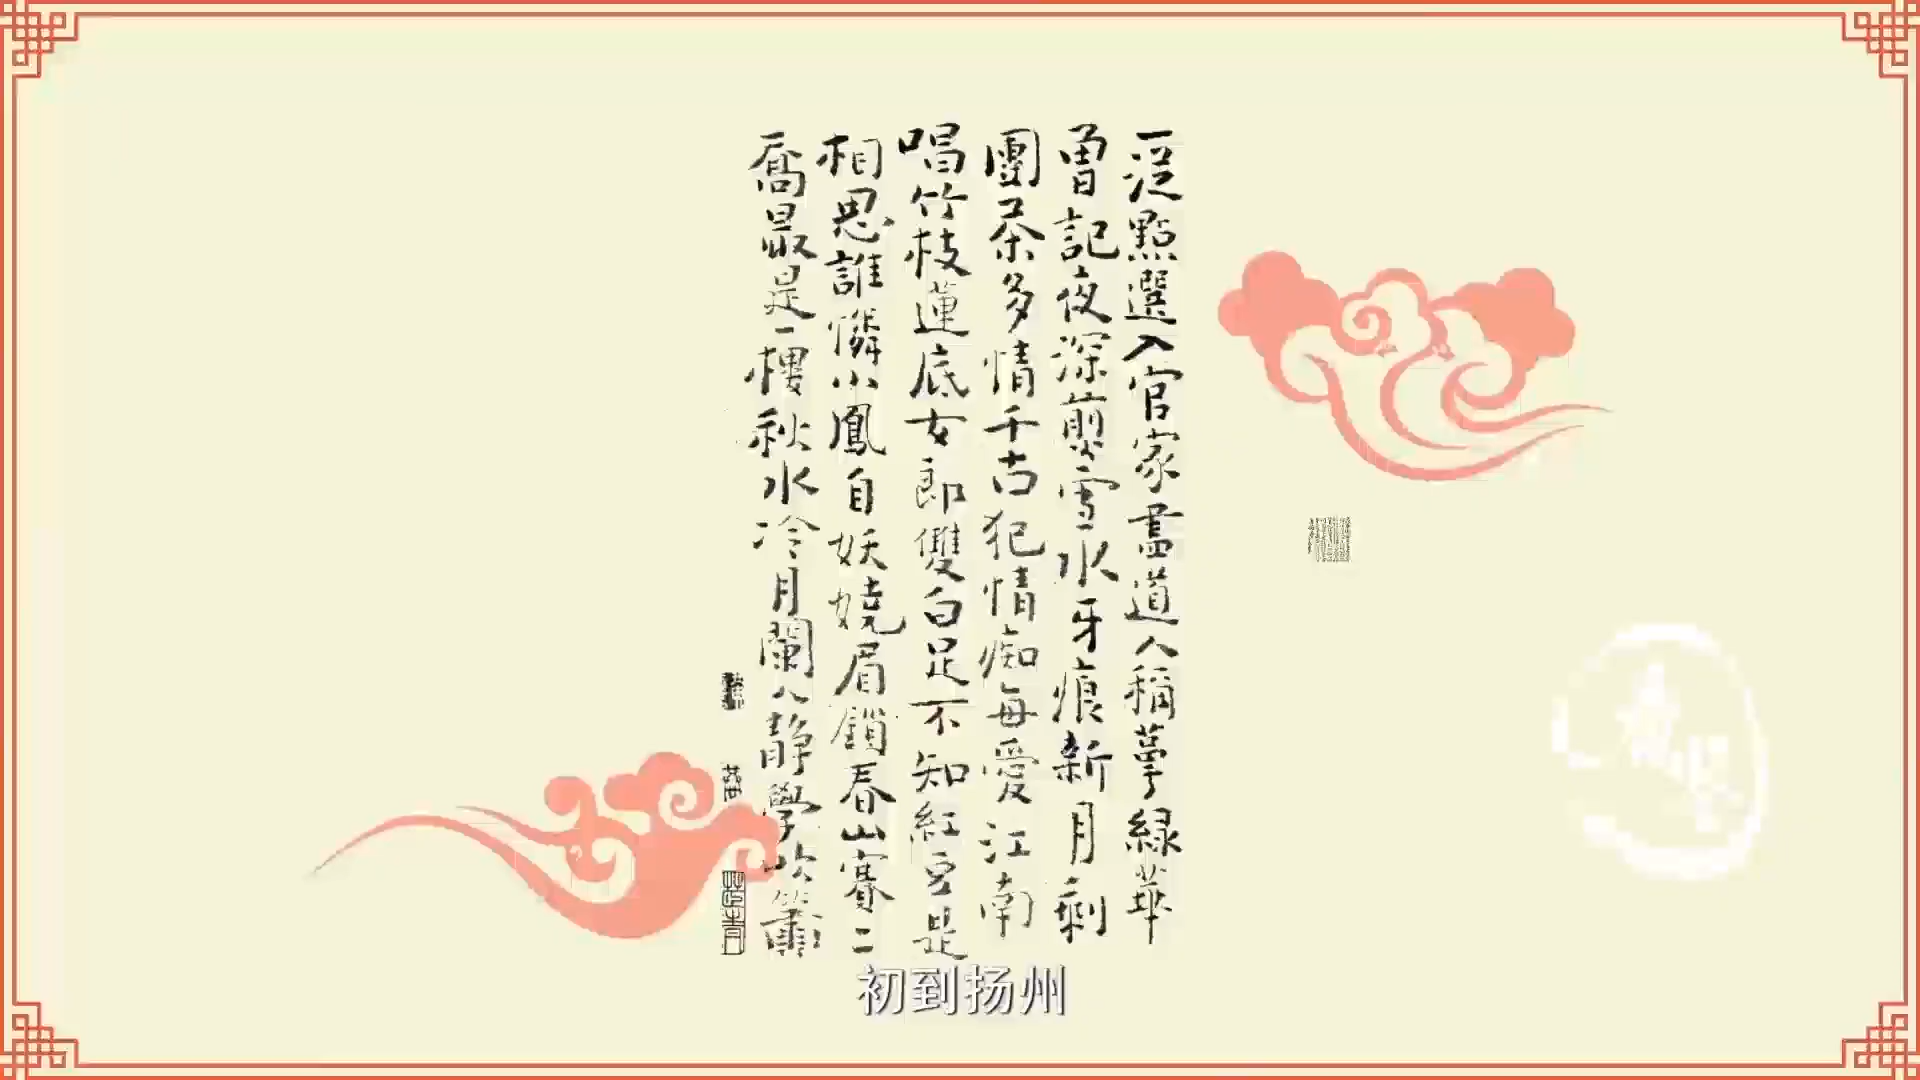 一從點選入官家盡道人稱萼綠華
曾記夜深煎雪水牙痕新月剩
團茶多情千古犯情痴每愛江南
唱竹枝蓮底女郎雙白足不知紅豆是
相思誰憐小鳳自妖嬈眉鎖春山賽二
喬最是一樓秋水冷月闌人靜學吹簫
初到扬州